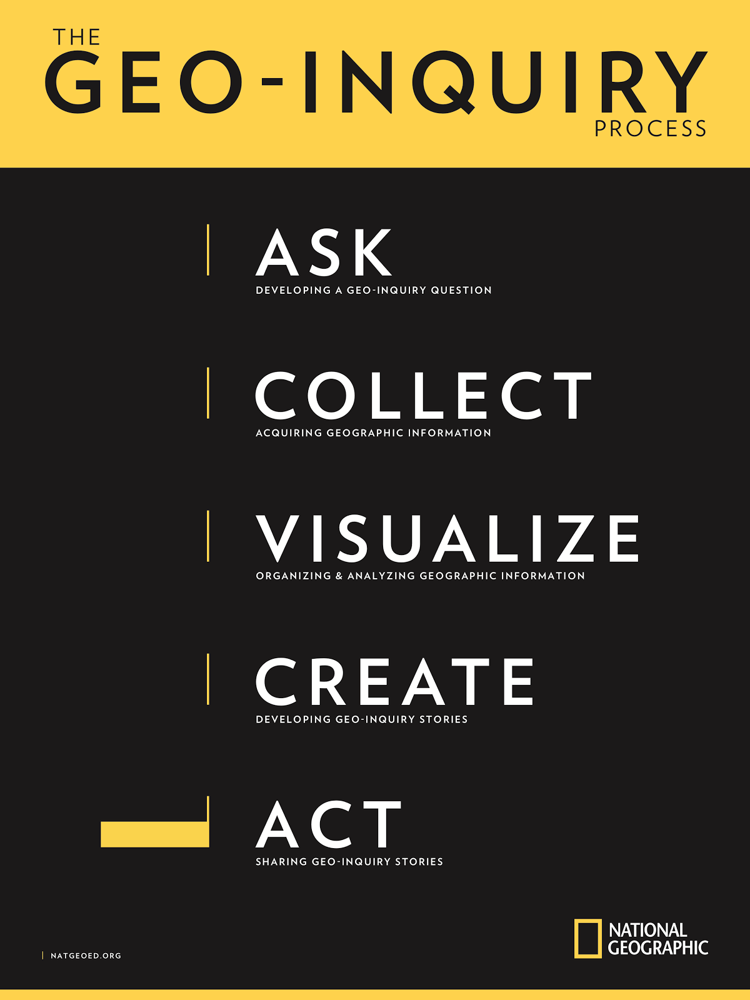 THE
GEO-INQUIRY
PROCESS
ASK
DEVELOPING A GEO-INQUIRY QUESTION
COLLECT
ACQUIRING GEOGRAPHIC INFORMATION
VISUALIZE
ORGANIZING & ANALYZING GEOGRAPHIC INFORMATION
CREATE
DEVELOPING GEO-INQUIRY STORIES
ACT
SHARING GEO-INQUIRY STORIES
NATIONAL
GEOGRAPHIC
NATGEOED.ORG